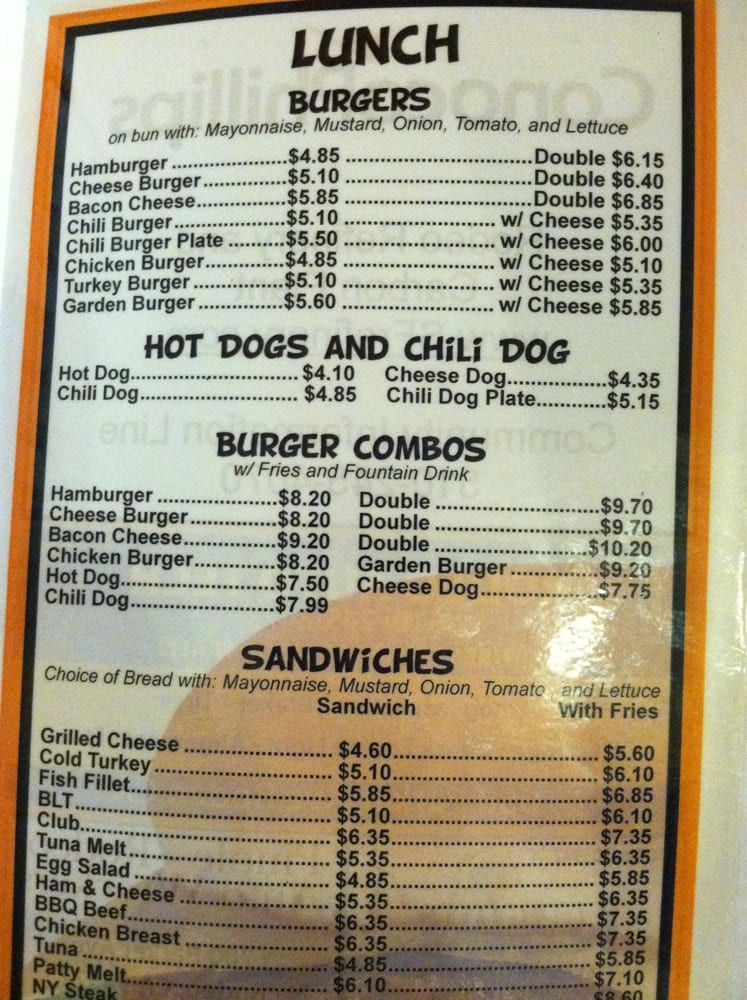 LUNCH
BURGERS
on bun with: Mayonnaise, Mustard, Onion, Tomato, and Lettuce
Hamburger ..................$4.85 ..............................Double $6.15
Cheese Burger.............$5.10 ..............................Double $6.40
Bacon Cheese..............$5.85 ..............................Double $6.85
Chili Burger..................$5.10 ........................ w/ Cheese $5.35
Chili Burger Plate .........$5.50 ........................ w/ Cheese $6.00
Chicken Burger.............$4.85 ........................ w/ Cheese $5.10
Turkey Burger ...............$5.10 ........................ w/ Cheese $5.35
Garden Burger ..............$5.60 ........................ w/ Cheese $5.85
HOT DOGS AND CHiLi DOG
Hot Dog........................... $4.10 Cheese Dog................$4.35
Chili Dog.......................... $4.85 Chili Dog Plate...........$5.15
BURGER COMBOS
w/ Fries and Fountain Drink
Hamburger ...................$8.20 Double ..........................$9.70
Cheese Burger..............$8.20 Double ..........................$9.70
Bacon Cheese...............$9.20 Double ........................$10.20
Chicken Burger.............$8.20 Garden Burger ..............$9.20
Hot Dog........................$7.50 Cheese Dog...................$7.75
Chili Dog.......................$7.99
SANDWiCHES
Choice of Bread with: Mayonnaise, Mustard, Onion, Tomato, and Lettuce
Sandwich With Fries
Grilled Cheese ........................ $4.60................................. $5.60
Cold Turkey ............................ $5.10................................. $6.10
Fish Fillet................................ $5.85................................. $6.85
BLT........................................ $5.10................................. $6.10
Club....................................... $6.35................................. $7.35
Tuna Melt................................ $5.35................................. $6.35
Egg Salad ............................... $4.85................................. $5.85
Ham & Cheese ........................ $5.35................................. $6.35
BBQ Beef................................ $6.35................................. $7.35
Chicken Breast ........................ $6.35................................. $7.35
Tuna ...................................... $4.85................................. $5.85
Patty Melt................................ $6.10................................. $7.10
NY Steak $8.60